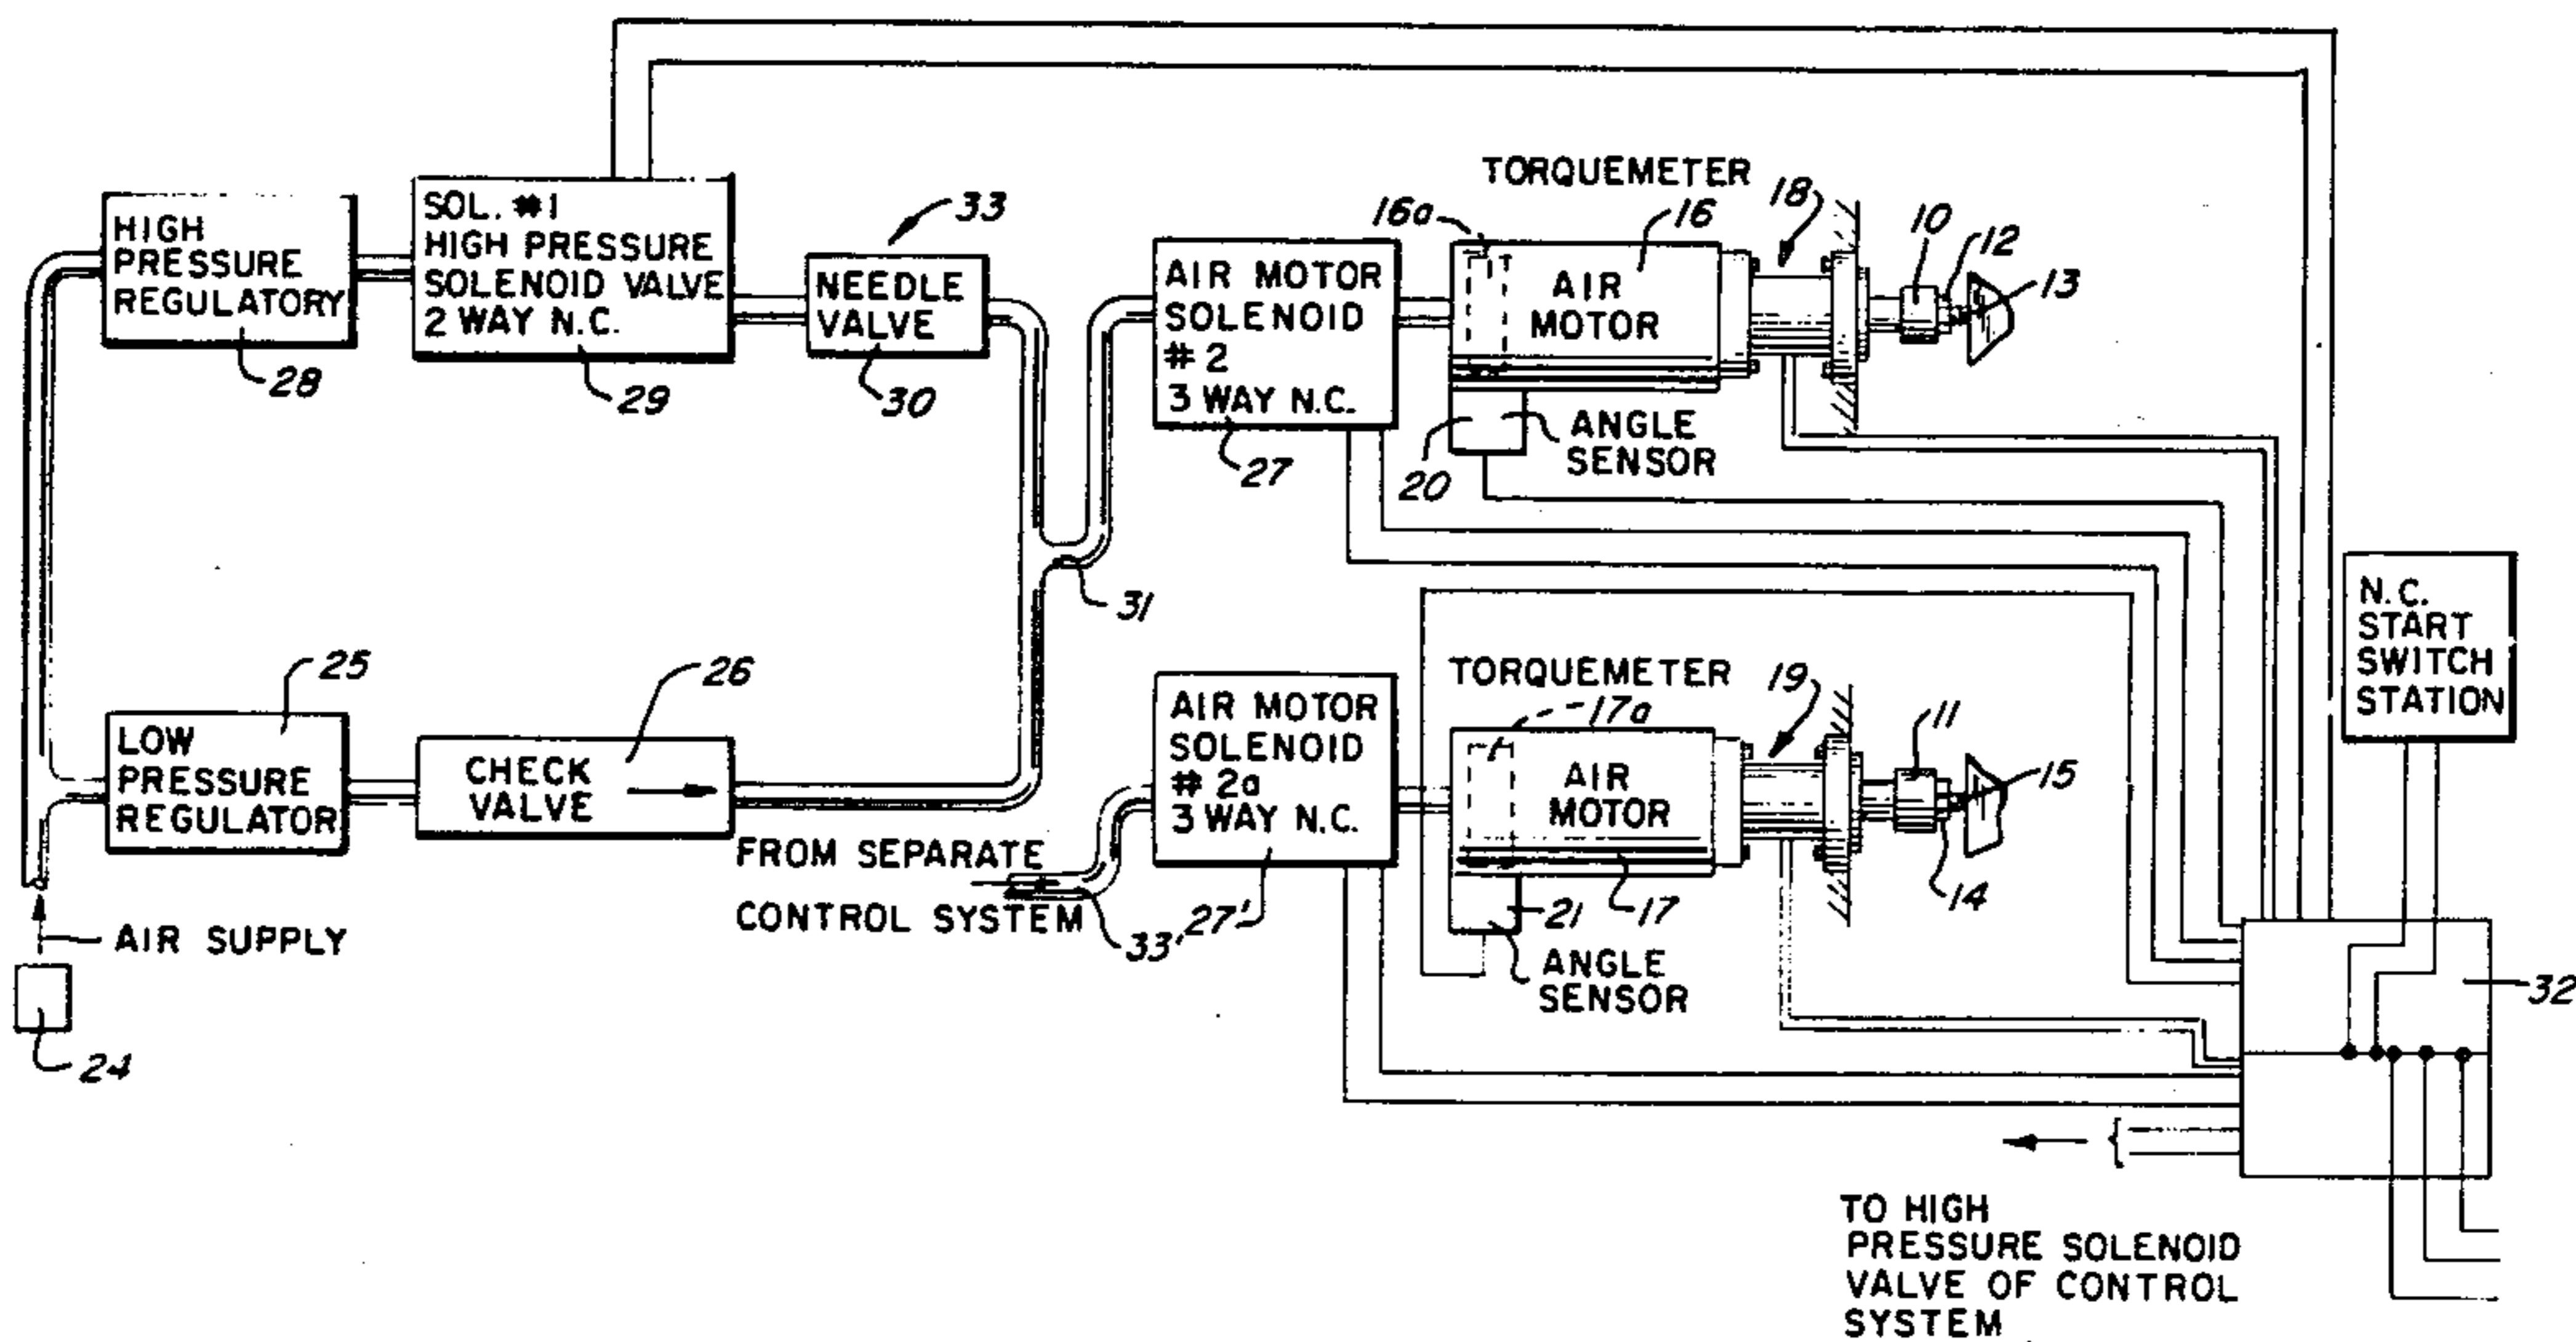 HIGH
PRESSURE
REGULATORY
28
SOL. #1
HIGH PRESSURE
SOLENOID VALVE
2 WAY N.C.
29
33
NEEDLE
VALVE
30
AIR MOTOR
SOLENOID
# 2
3 WAY N.C.
27
TORQUEMETER
16a
16
18
10
12
13
AIR
MOTOR
20
ANGLE
SENSOR
31
N.C.
START
SWITCH
STATION
25
LOW
PRESSURE
REGULATOR
26
CHECK
VALVE
FROM SEPARATE
CONTROL SYSTEM
33'
AIR MOTOR
SOLENOID
# 2a
3 WAY N.C.
27'
TORQUEMETER
17a
19
11
15
14
AIR
MOTOR
17
21
ANGLE
SENSOR
AIR SUPPLY
24
32
TO HIGH
PRESSURE SOLENOID
VALVE OF CONTROL
SYSTEM